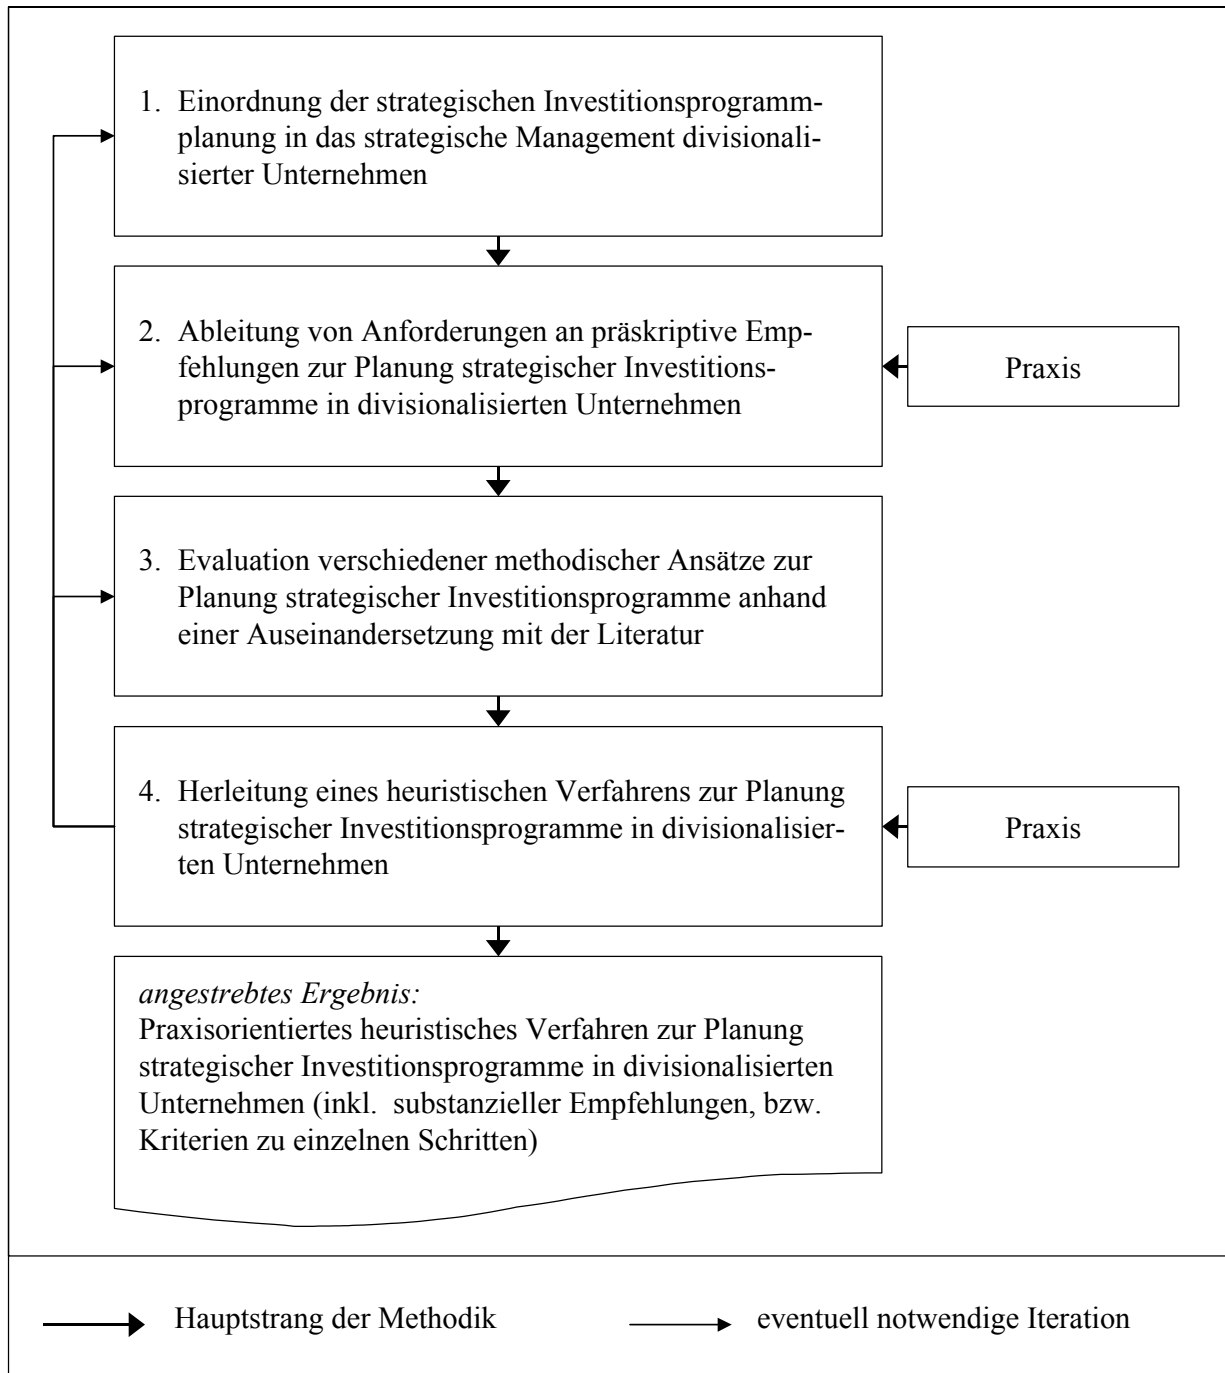 1. Einordnung der strategischen Investitionsprogramm-
planung in das strategische Management divisionali-
sierter Unternehmen
2. Ableitung von Anforderungen an präskriptive Emp-
fehlungen zur Planung strategischer Investitions-
programme in divisionalisierten Unternehmen
Praxis
3. Evaluation verschiedener methodischer Ansätze zur
Planung strategischer Investitionsprogramme anhand
einer Auseinandersetzung mit der Literatur
4. Herleitung eines heuristischen Verfahrens zur Planung
strategischer Investitionsprogramme in divisionalisier-
ten Unternehmen
Praxis
angestrebtes Ergebnis:
Praxisorientiertes heuristisches Verfahren zur Planung
strategischer Investitionsprogramme in divisionalisierten
Unternehmen (inkl. substanzieller Empfehlungen, bzw.
Kriterien zu einzelnen Schritten)
Hauptstrang der Methodik
eventuell notwendige Iteration